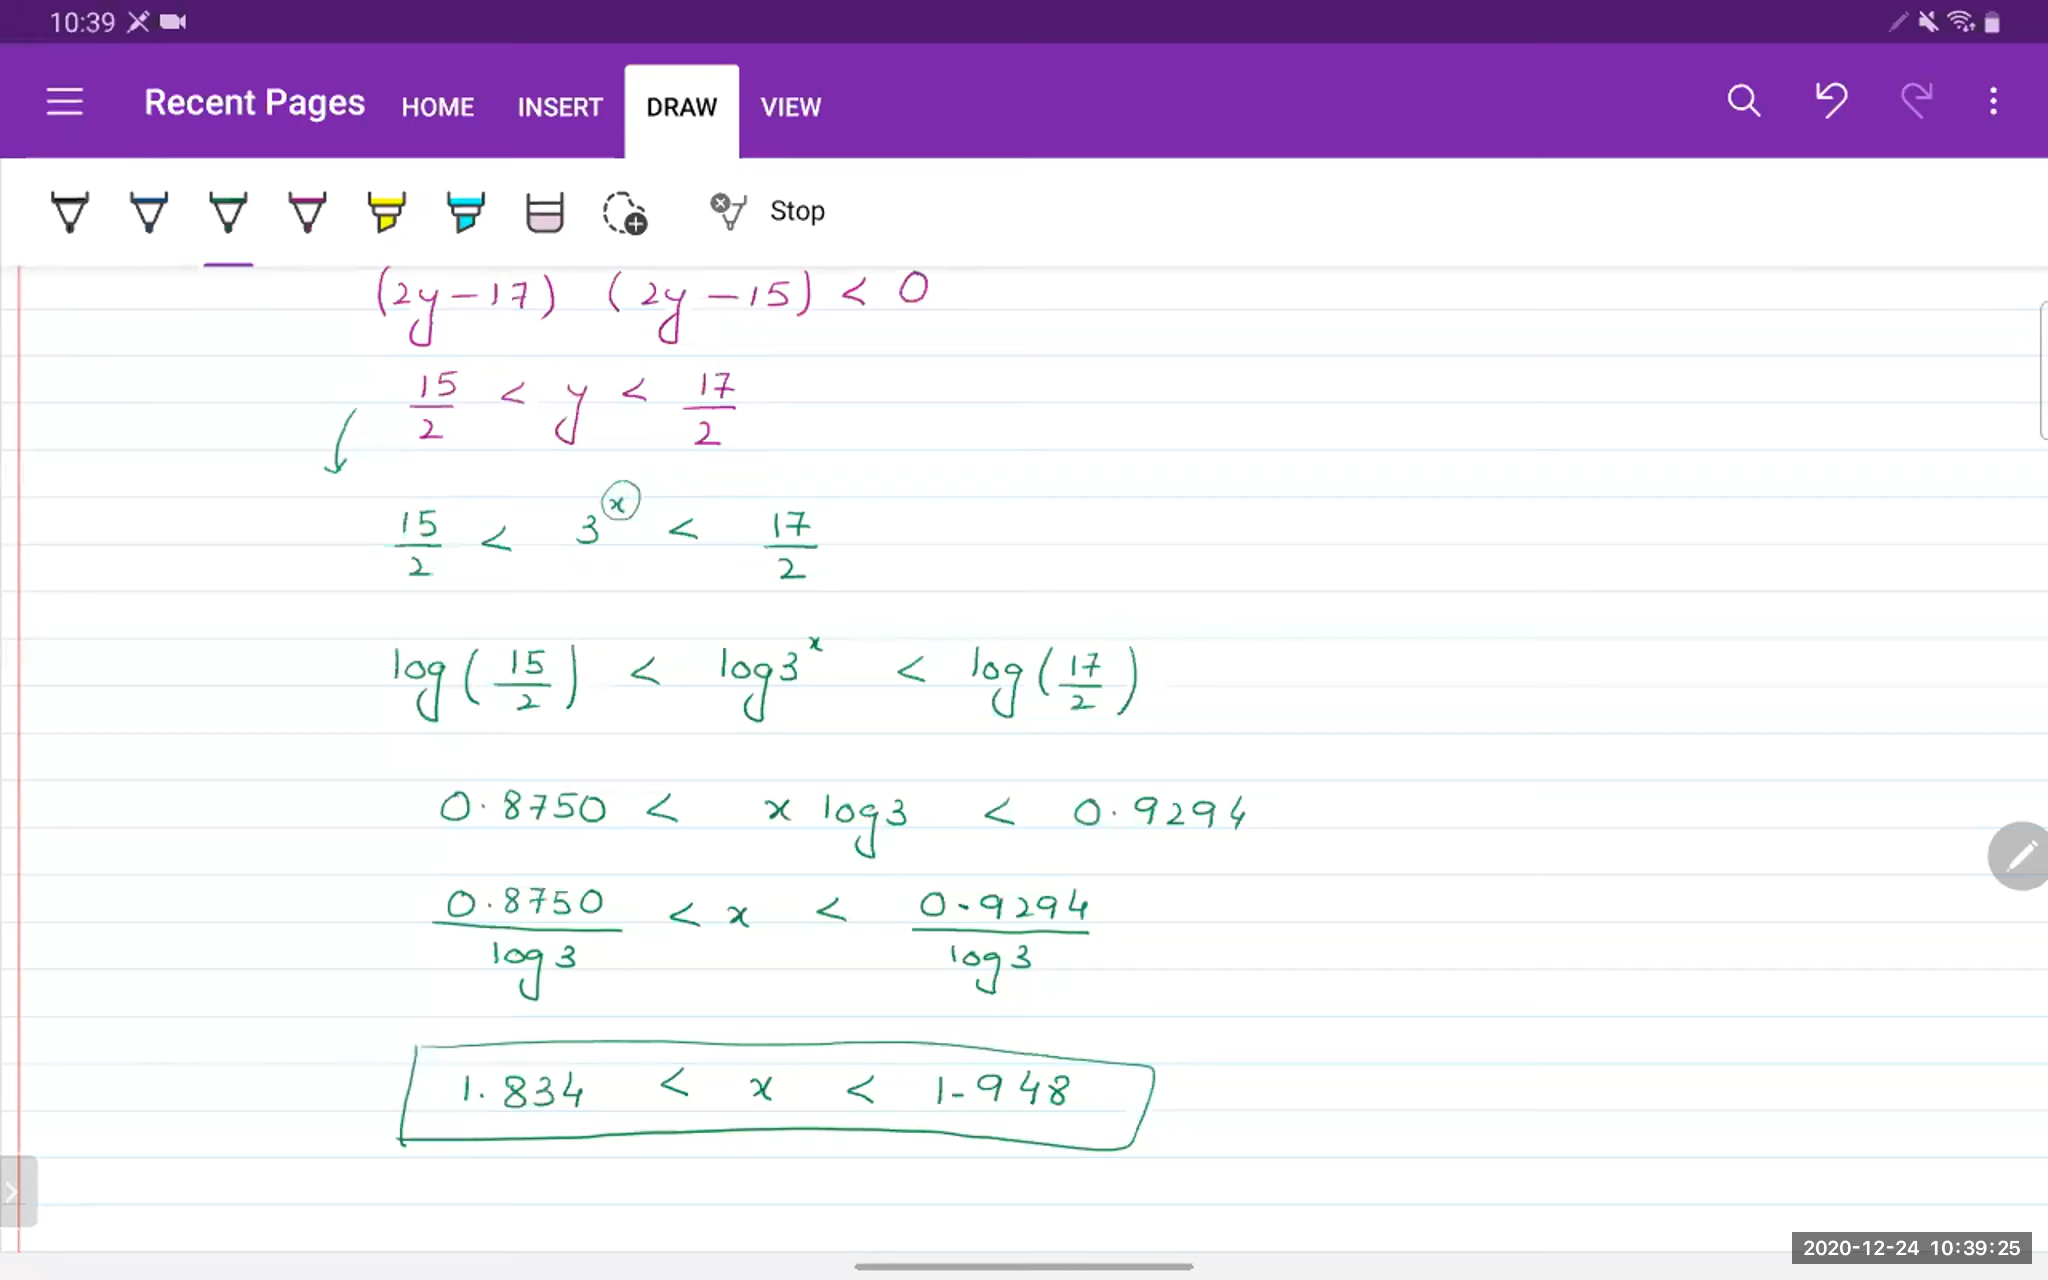 10:39
Recent Pages HOME INSERT DRAW VIEW
Stop
(2y-17) (2y-15) < 0
15/2 < y < 17/2
15/2 < 3^x < 17/2
log(15/2) < log3^x < log(17/2)
0.8750 < x log3 < 0.9294
0.8750/log3 < x < 0.9294/log3
1.834 < x < 1.948
2020-12-24 10:39:25